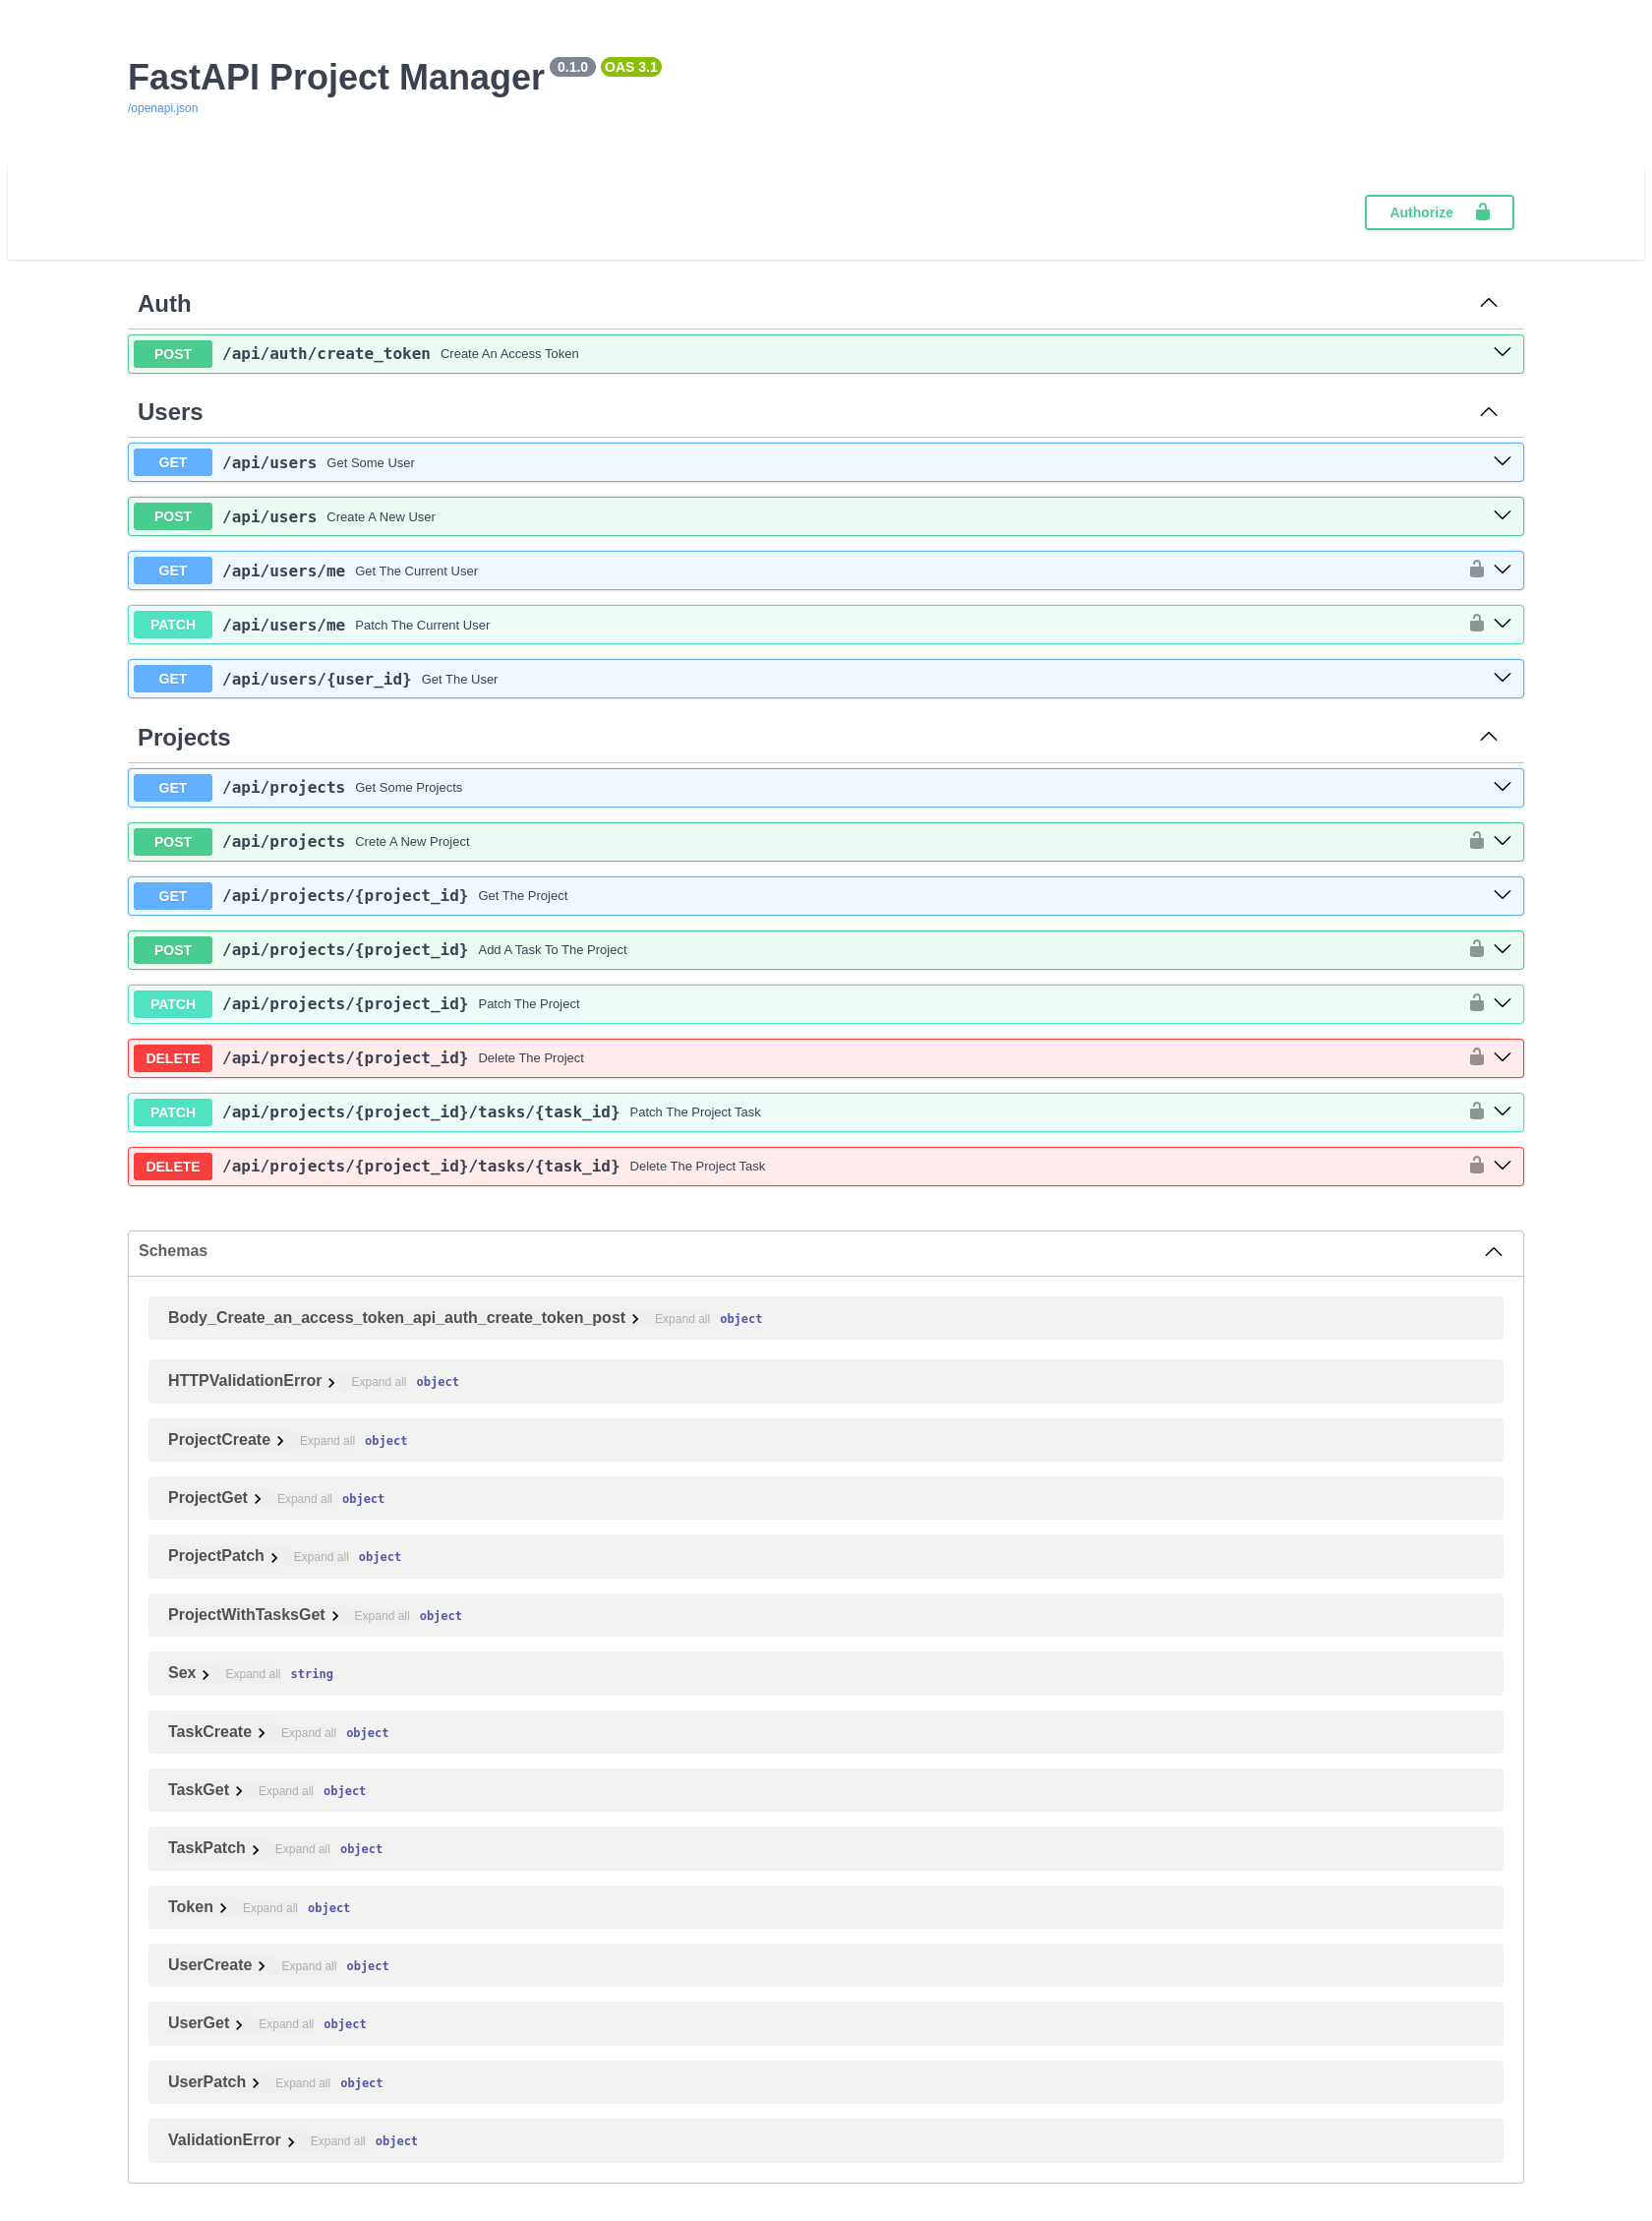 FastAPI Project Manager 0.1.0 OAS 3.1
/openapi.json
Authorize
Auth
POST /api/auth/create_token Create An Access Token
Users
GET /api/users Get Some User
POST /api/users Create A New User
GET /api/users/me Get The Current User
PATCH /api/users/me Patch The Current User
GET /api/users/{user_id} Get The User
Projects
GET /api/projects Get Some Projects
POST /api/projects Crete A New Project
GET /api/projects/{project_id} Get The Project
POST /api/projects/{project_id} Add A Task To The Project
PATCH /api/projects/{project_id} Patch The Project
DELETE /api/projects/{project_id} Delete The Project
PATCH /api/projects/{project_id}/tasks/{task_id} Patch The Project Task
DELETE /api/projects/{project_id}/tasks/{task_id} Delete The Project Task
Schemas
Body_Create_an_access_token_api_auth_create_token_post Expand all object
HTTPValidationError Expand all object
ProjectCreate Expand all object
ProjectGet Expand all object
ProjectPatch Expand all object
ProjectWithTasksGet Expand all object
Sex Expand all string
TaskCreate Expand all object
TaskGet Expand all object
TaskPatch Expand all object
Token Expand all object
UserCreate Expand all object
UserGet Expand all object
UserPatch Expand all object
ValidationError Expand all object